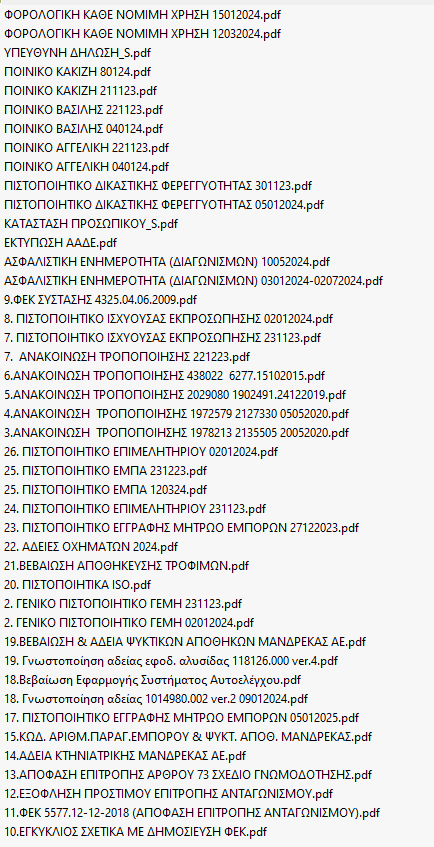 ΦΟΡΟΛΟΓΙΚΗ ΚΑΘΕ ΝΟΜΙΜΗ ΧΡΗΣΗ 15012024.pdf
ΦΟΡΟΛΟΓΙΚΗ ΚΑΘΕ ΝΟΜΙΜΗ ΧΡΗΣΗ 12032024.pdf
ΥΠΕΥΘΥΝΗ ΔΗΛΩΣΗ_S.pdf
ΠΟΙΝΙΚΟ ΚΑΚΙΖΗ 80124.pdf
ΠΟΙΝΙΚΟ ΚΑΚΙΖΗ 211123.pdf
ΠΟΙΝΙΚΟ ΒΑΣΙΛΗΣ 221123.pdf
ΠΟΙΝΙΚΟ ΒΑΣΙΛΗΣ 040124.pdf
ΠΟΙΝΙΚΟ ΑΓΓΕΛΙΚΗ 221123.pdf
ΠΟΙΝΙΚΟ ΑΓΓΕΛΙΚΗ 040124.pdf
ΠΙΣΤΟΠΟΙΗΤΙΚΟ ΔΙΚΑΣΤΙΚΗΣ ΦΕΡΕΓΓΥΟΤΗΤΑΣ 301123.pdf
ΠΙΣΤΟΠΟΙΗΤΙΚΟ ΔΙΚΑΣΤΙΚΗΣ ΦΕΡΕΓΓΥΟΤΗΤΑΣ 05012024.pdf
ΚΑΤΑΣΤΑΣΗ ΠΡΟΣΩΠΙΚΟΥ_S.pdf
ΕΚΤΥΠΩΣΗ ΑΑΔΕ.pdf
ΑΣΦΑΛΙΣΤΙΚΗ ΕΝΗΜΕΡΟΤΗΤΑ (ΔΙΑΓΩΝΙΣΜΩΝ) 10052024.pdf
ΑΣΦΑΛΙΣΤΙΚΗ ΕΝΗΜΕΡΟΤΗΤΑ (ΔΙΑΓΩΝΙΣΜΩΝ) 03012024-02072024.pdf
9.ΦΕΚ ΣΥΣΤΑΣΗΣ 4325.04.06.2009.pdf
8. ΠΙΣΤΟΠΟΙΗΤΙΚΟ ΙΣΧΥΟΥΣΑΣ ΕΚΠΡΟΣΩΠΗΣΗΣ 02012024.pdf
7. ΠΙΣΤΟΠΟΙΗΤΙΚΟ ΙΣΧΥΟΥΣΑΣ ΕΚΠΡΟΣΩΠΗΣΗΣ 231123.pdf
7.  ΑΝΑΚΟΙΝΩΣΗ ΤΡΟΠΟΠΟΙΗΣΗΣ 221223.pdf
6.ΑΝΑΚΟΙΝΩΣΗ ΤΡΟΠΟΠΟΙΗΣΗΣ 438022  6277.15102015.pdf
5.ΑΝΑΚΟΙΝΩΣΗ ΤΡΟΠΟΠΟΙΗΣΗΣ 2029080 1902491.24122019.pdf
4.ΑΝΑΚΟΙΝΩΣΗ  ΤΡΟΠΟΠΟΙΗΣΗΣ 1972579 2127330 05052020.pdf
3.ΑΝΑΚΟΙΝΩΣΗ  ΤΡΟΠΟΠΟΙΗΣΗΣ 1978213 2135505 20052020.pdf
26. ΠΙΣΤΟΠΟΙΗΤΙΚΟ ΕΠΙΜΕΛΗΤΗΡΙΟΥ 02012024.pdf
25. ΠΙΣΤΟΠΟΙΗΤΙΚΟ ΕΜΠΑ 231223.pdf
25. ΠΙΣΤΟΠΟΙΗΤΙΚΟ ΕΜΠΑ 120324.pdf
24. ΠΙΣΤΟΠΟΙΗΤΙΚΟ ΕΠΙΜΕΛΗΤΗΡΙΟΥ 231123.pdf
23. ΠΙΣΤΟΠΟΙΗΤΙΚΟ ΕΓΓΡΑΦΗΣ ΜΗΤΡΩΟ ΕΜΠΟΡΩΝ 27122023.pdf
22. ΑΔΕΙΕΣ ΟΧΗΜΑΤΩΝ 2024.pdf
21.ΒΕΒΑΙΩΣΗ ΑΠΟΘΗΚΕΥΣΗΣ ΤΡΟΦΙΜΩΝ.pdf
20. ΠΙΣΤΟΠΟΙΗΤΙΚΑ ISO.pdf
2. ΓΕΝΙΚΟ ΠΙΣΤΟΠΟΙΗΤΙΚΟ ΓΕΜΗ 231123.pdf
2. ΓΕΝΙΚΟ ΠΙΣΤΟΠΟΙΗΤΙΚΟ ΓΕΜΗ 02012024.pdf
19.ΒΕΒΑΙΩΣΗ & ΑΔΕΙΑ ΨΥΚΤΙΚΩΝ ΑΠΟΘΗΚΩΝ ΜΑΝΔΡΕΚΑΣ ΑΕ.pdf
19. Γνωστοποίηση αδείας εφοδ. αλυσίδας 118126.000 ver.4.pdf
18.Βεβαίωση Εφαρμογής Συστήματος Αυτοελέγχου.pdf
18. Γνωστοποίηση αδείας 1014980.002 ver.2 09012024.pdf
17. ΠΙΣΤΟΠΟΙΗΤΙΚΟ ΕΓΓΡΑΦΗΣ ΜΗΤΡΩΟ ΕΜΠΟΡΩΝ 05012025.pdf
15.ΚΩΔ. ΑΡΙΘΜ.ΠΑΡΑΓ.ΕΜΠΟΡΟΥ & ΨΥΚΤ. ΑΠΟΘ. ΜΑΝΔΡΕΚΑΣ.pdf
14.ΑΔΕΙΑ ΚΤΗΝΙΑΤΡΙΚΗΣ ΜΑΝΔΡΕΚΑΣ ΑΕ.pdf
13.ΑΠΟΦΑΣΗ ΕΠΙΤΡΟΠΗΣ ΑΡΘΡΟΥ 73 ΣΧΕΔΙΟ ΓΝΩΜΟΔΟΤΗΣΗΣ.pdf
12.ΕΞΟΦΛΗΣΗ ΠΡΟΣΤΙΜΟΥ ΕΠΙΤΡΟΠΗΣ ΑΝΤΑΓΩΝΙΣΜΟΥ.pdf
11.ΦΕΚ 5577.12-12-2018 (ΑΠΟΦΑΣΗ ΕΠΙΤΡΟΠΗΣ ΑΝΤΑΓΩΝΙΣΜΟΥ).pdf
10.ΕΓΚΥΚΛΙΟΣ ΣΧΕΤΙΚΑ ΜΕ ΔΗΜΟΣΙΕΥΣΗ ΦΕΚ.pdf